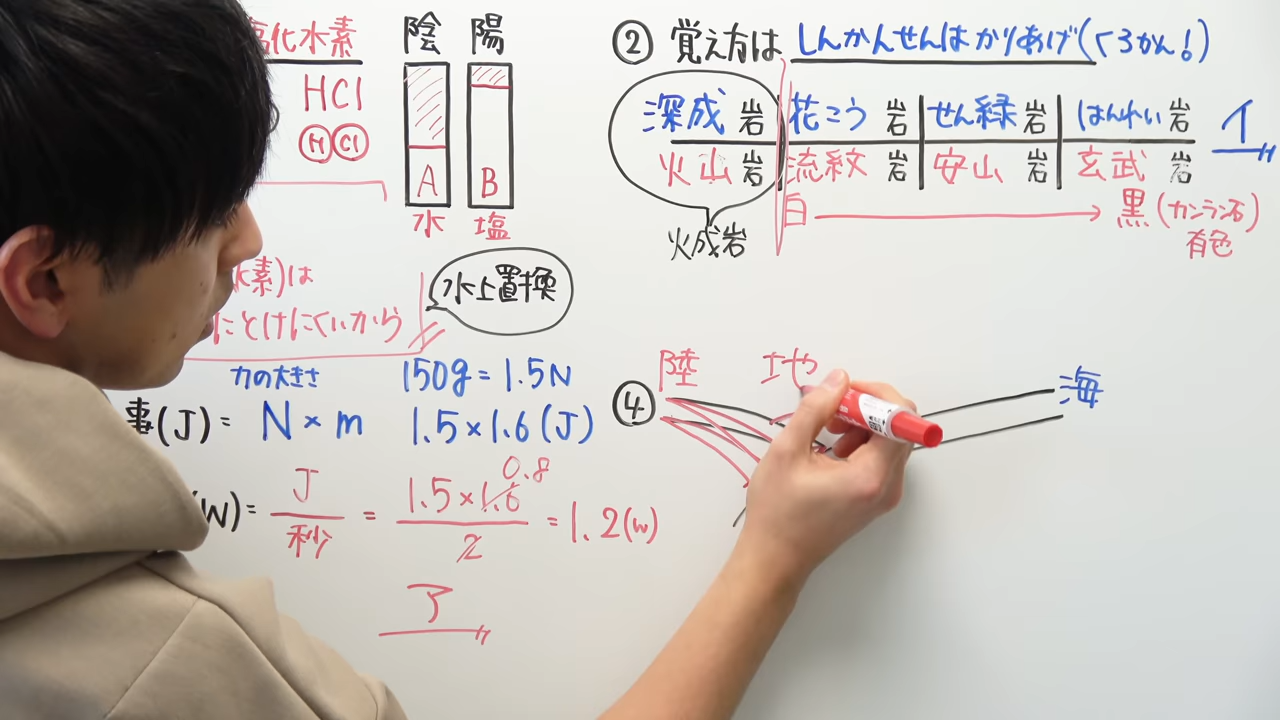 塩化水素
HCl
H Cl
陰 陽
A B
水 塩
水素)は
にとけにくいから
水上置換
力の大きさ
150g = 1.5N
事(J) = N × m
1.5 × 1.6 (J)
(W) = J/秒 = 1.5 × 1.6/2 = 1.2(W)
0.8
ア
② 覚え方は しんかんせんはかりあげ(くろかん!)
深成岩 花こう岩 せん緑岩 はんれい岩
火山岩 流紋岩 安山岩 玄武岩
イ
白 → 黒(カンラン石)
有色
火成岩
④
陸 地
海